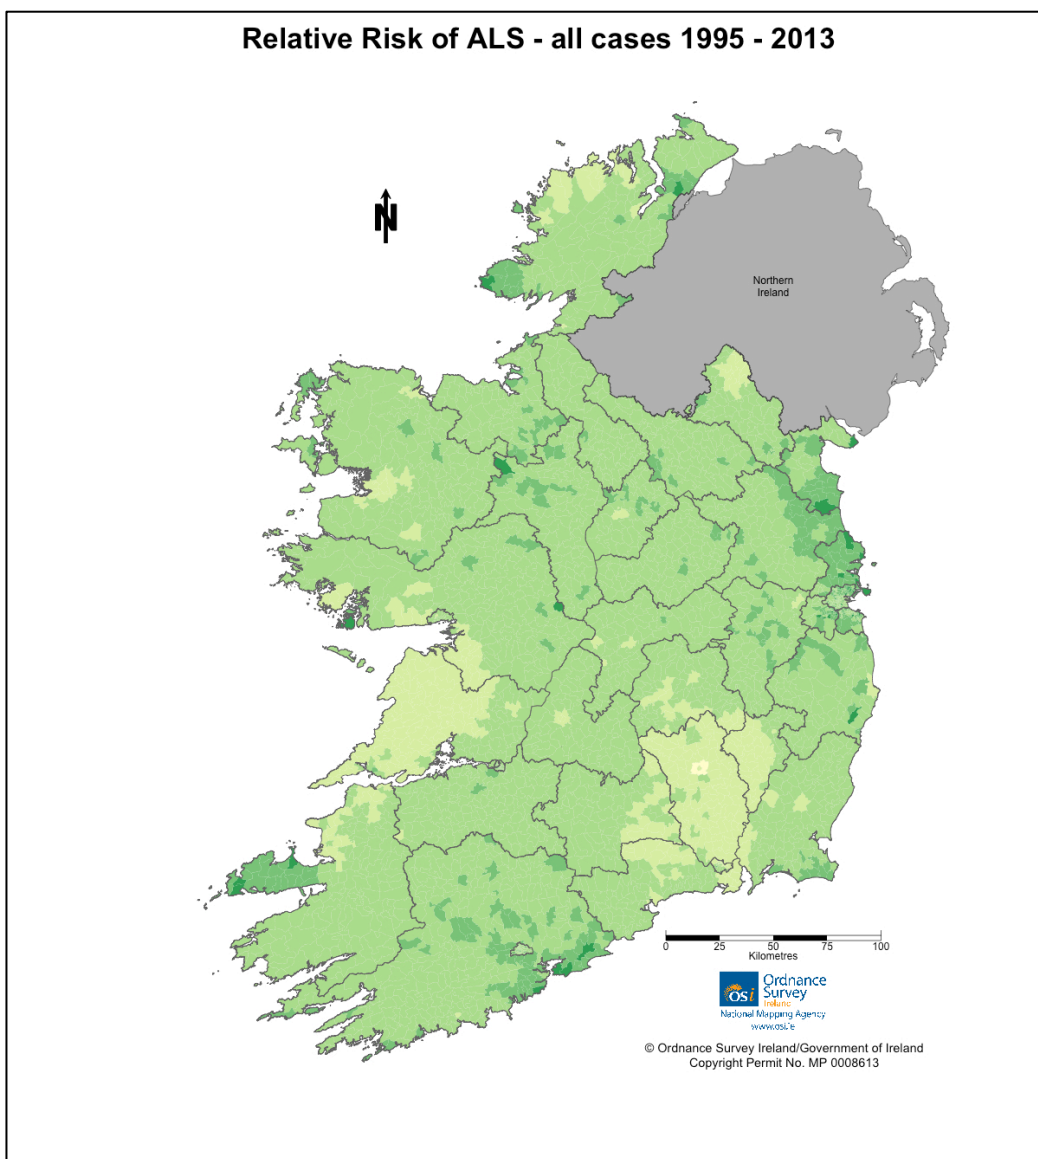 Relative Risk of ALS - all cases 1995 - 2013
N
Northern
Ireland
0 25 50 75 100
Kilometres
OSi
Ordnance
Survey
Ireland
National Mapping Agency
www.osi.ie
© Ordnance Survey Ireland/Government of Ireland
Copyright Permit No. MP 0008613